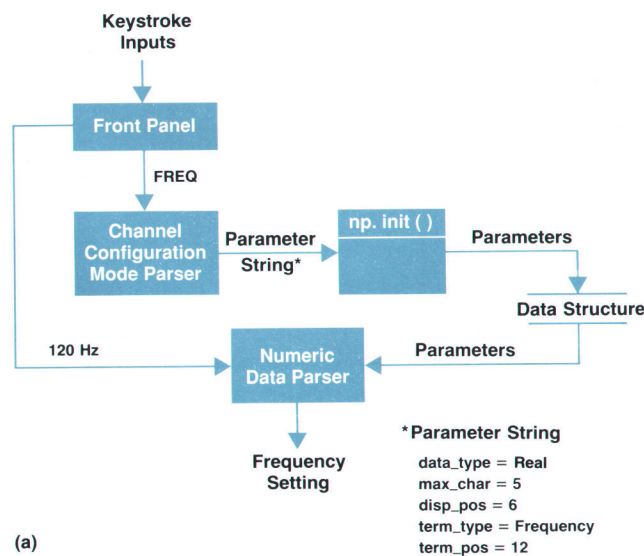 Keystroke
Inputs
Front Panel
FREQ
Channel
Configuration
Mode Parser
Parameter
String*
np. init ( )
Parameters
Data Structure
120 Hz
Numeric
Data Parser
Parameters
Frequency
Setting
*Parameter String
data_type = Real
max_char = 5
disp_pos = 6
term_type = Frequency
term_pos = 12
(a)